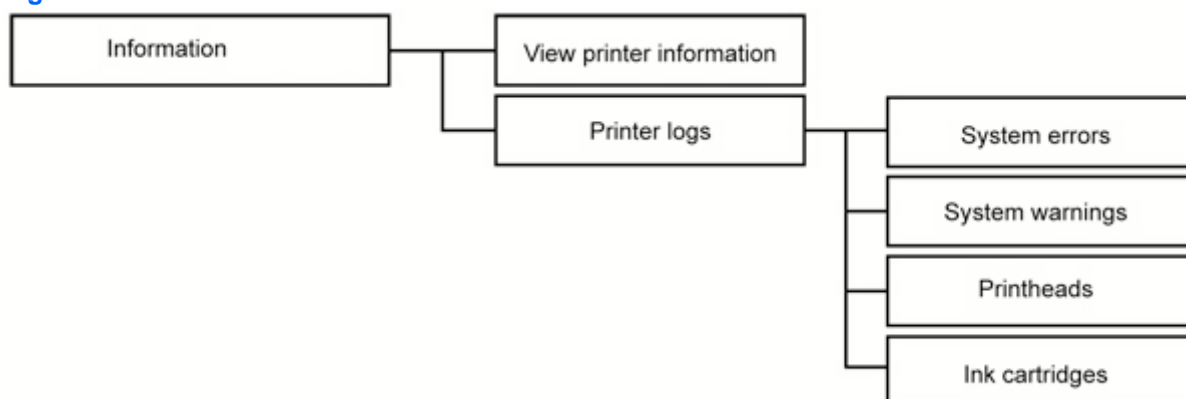 Information
View printer information
Printer logs
System errors
System warnings
Printheads
Ink cartridges